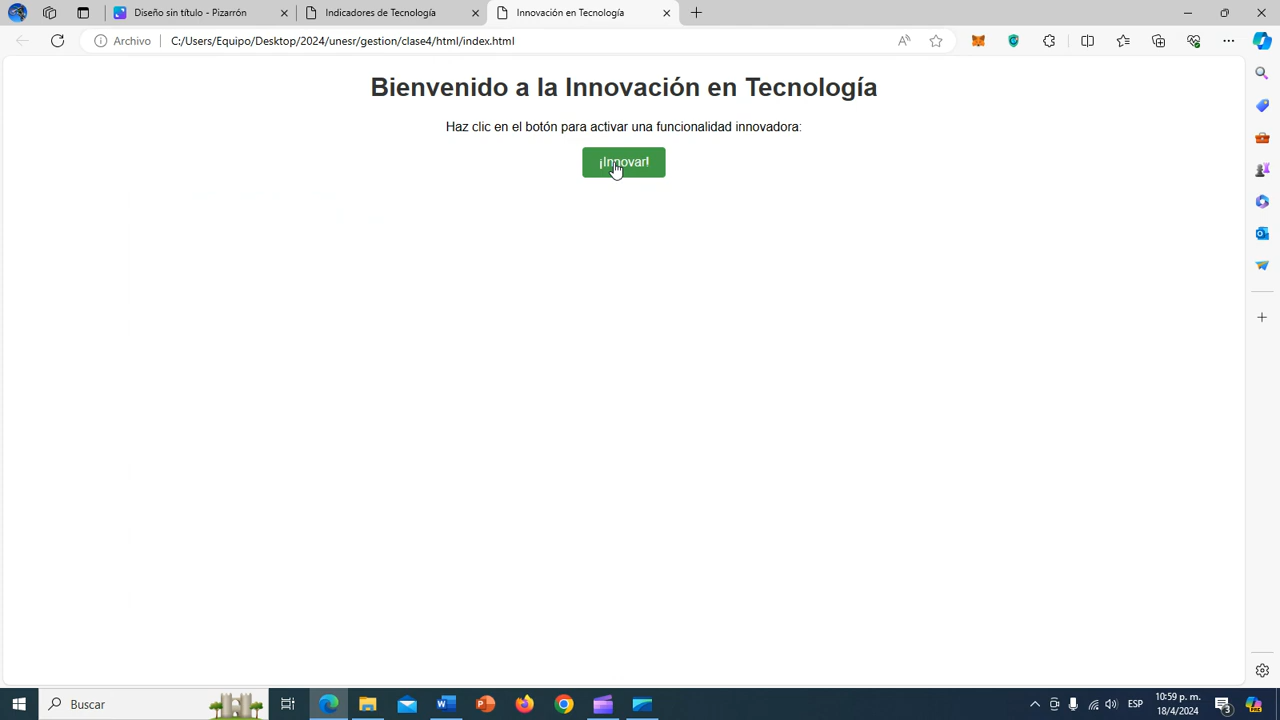 Diseño sin título - Pizarrón
Indicadores de Tecnología
Innovación en Tecnología
Archivo
C:/Users/Equipo/Desktop/2024/unesr/gestion/clase4/html/index.html
Bienvenido a la Innovación en Tecnología
Haz clic en el botón para activar una funcionalidad innovadora:
¡Innovar!
Buscar
ESP
10:59 p. m.
18/4/2024
3